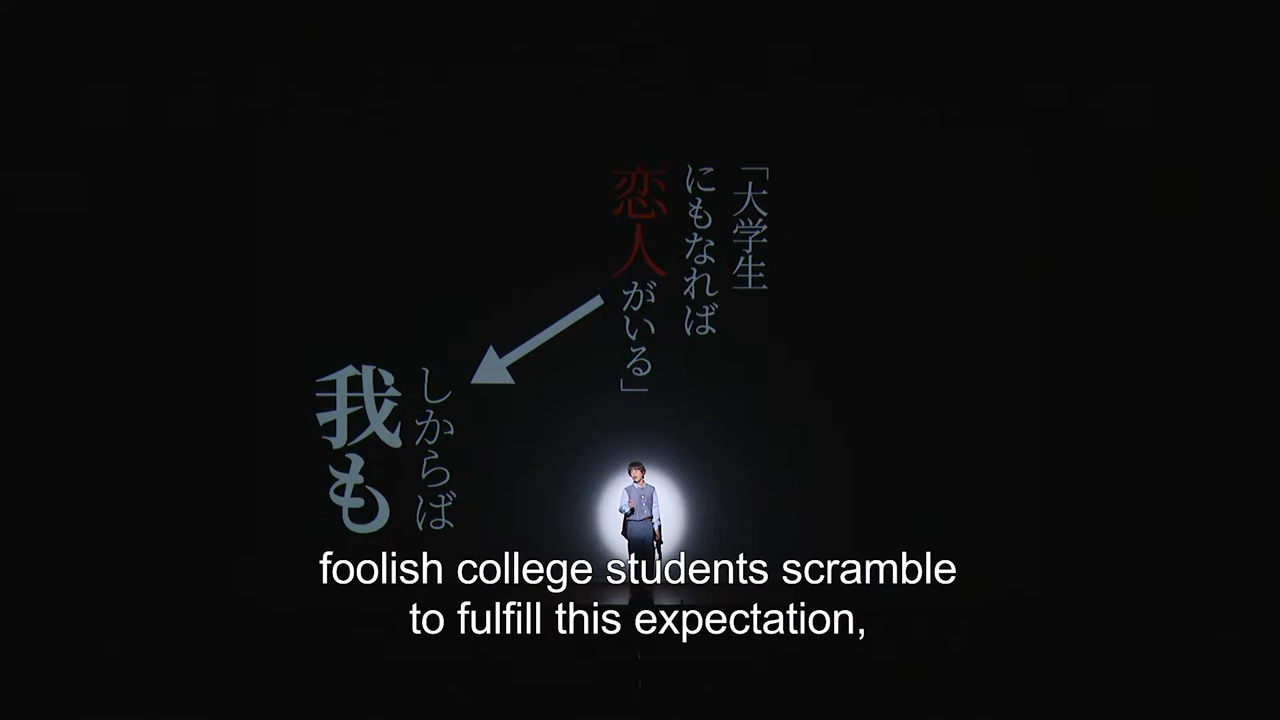 「大学生
にもなれば
恋人がいる」
しからば
我も
foolish college students scramble
to fulfill this expectation,